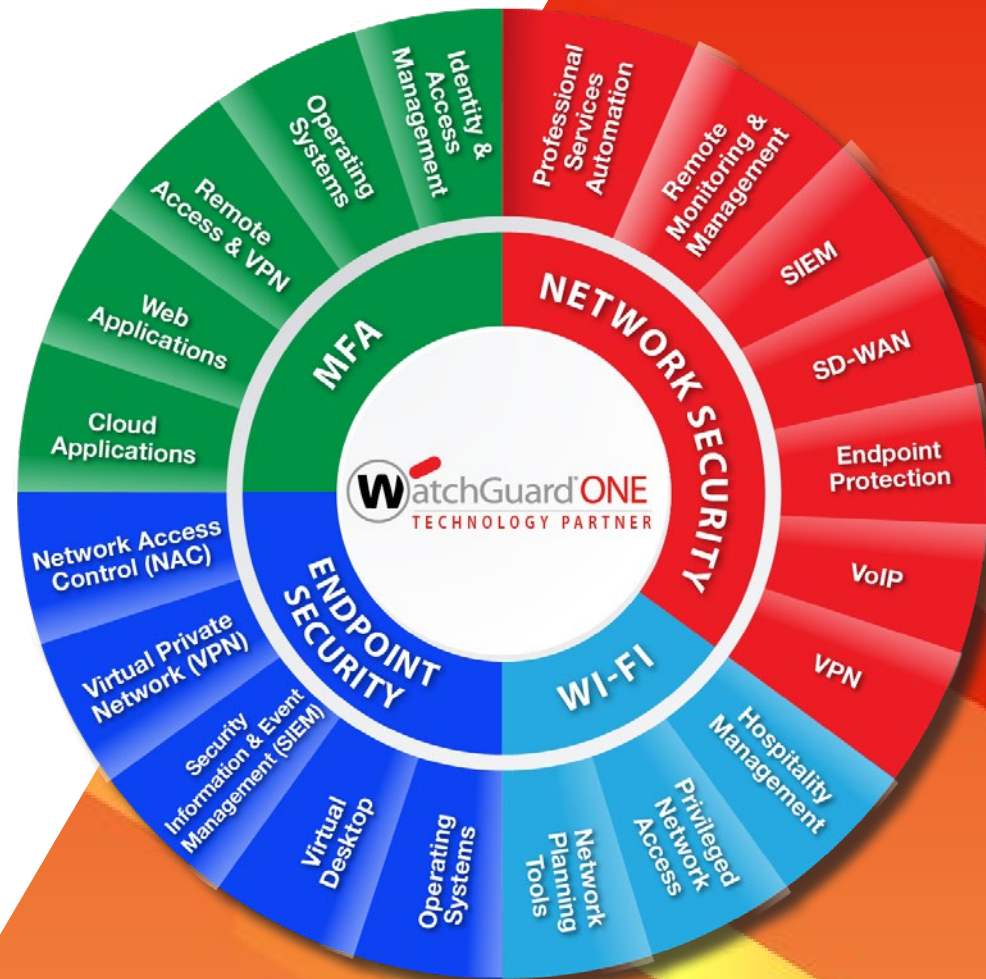 WatchGuard ONE
TECHNOLOGY PARTNER
NETWORK SECURITY
Professional
Services
Automation
Remote
Monitoring &
Management
SIEM
SD-WAN
Endpoint
Protection
VoIP
VPN
WI-FI
Hospitality
Management
Privileged
Network
Access
Network
Planning
Tools
ENDPOINT
SECURITY
Operating
Systems
Virtual
Desktop
Security
Information & Event
Management (SIEM)
Virtual Private
Network (VPN)
Network Access
Control (NAC)
MFA
Cloud
Applications
Web
Applications
Remote
Access & VPN
Operating
Systems
Identity &
Access
Management